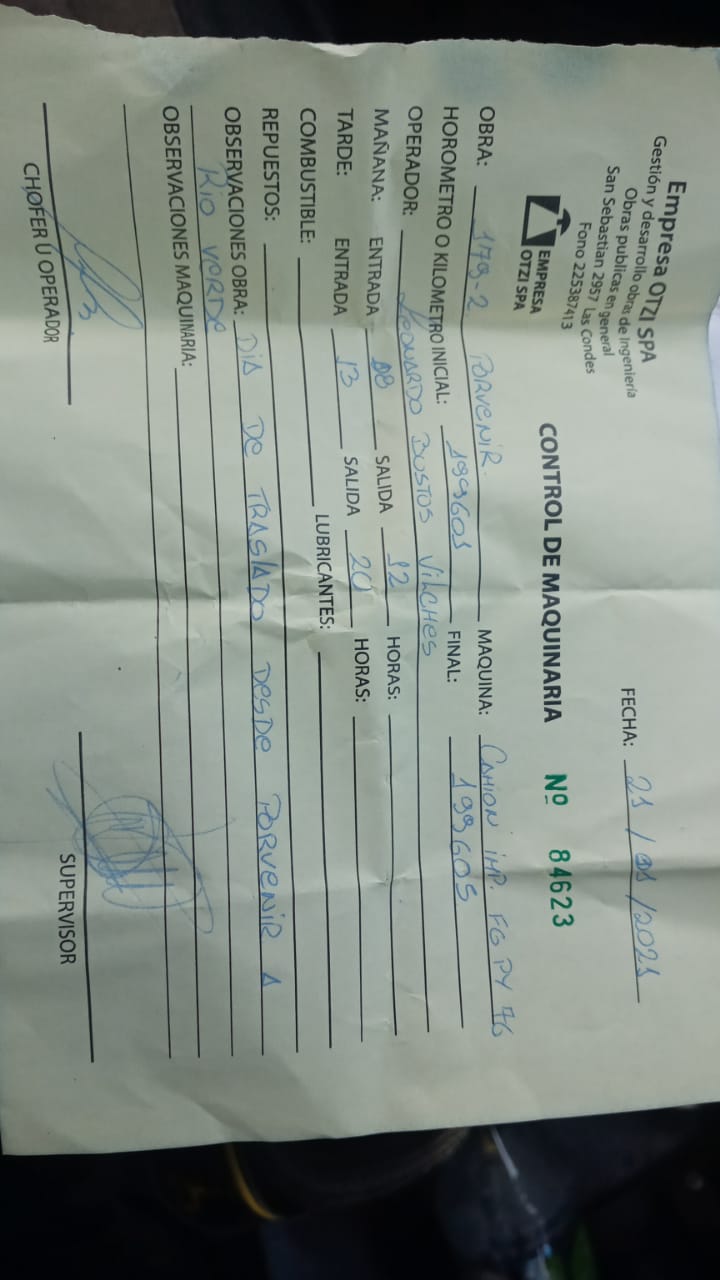 Empresa OTZI SPA
Gestión y desarrollo obras de Ingeniería
Obras publicas en general
San Sebastian 2957 Las Condes
Fono 225387413
EMPRESA
OTZI SPA
FECHA: 21 / 01 / 2021
CONTROL DE MAQUINARIA Nº 84623
OBRA: 179-2 PORVENIR. MAQUINA: CAMION IMP. FG PY 76
HOROMETRO O KILOMETRO INICIAL: 199601 FINAL: 199605
OPERADOR: LEONARDO BUSTOS VILCHES
MAÑANA: ENTRADA 08 SALIDA 12 HORAS:
TARDE: ENTRADA 13 SALIDA 20 HORAS:
COMBUSTIBLE: LUBRICANTES:
REPUESTOS:
OBSERVACIONES OBRA: DIA DE TRASLADO DESDE PORVENIR A
RIO VERDE
OBSERVACIONES MAQUINARIA:
CHOFER U OPERADOR SUPERVISOR